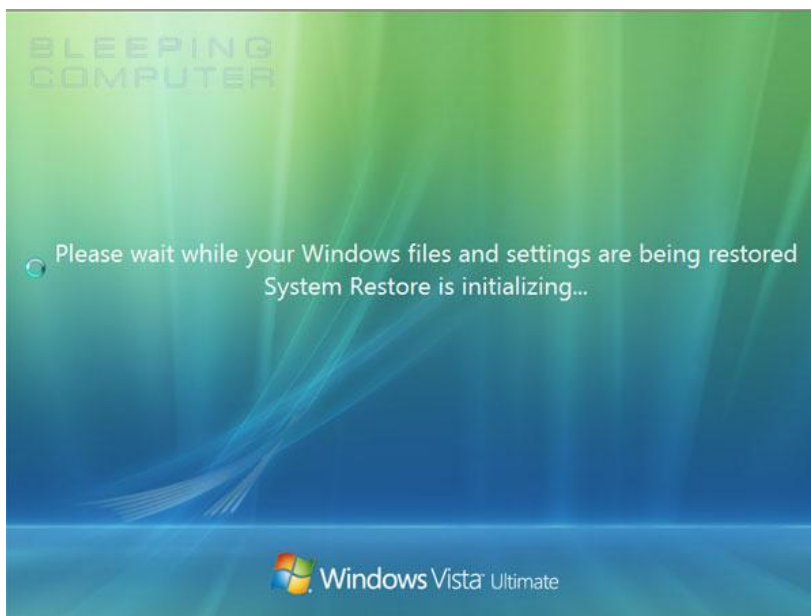 BLEEPING
COMPUTER
Please wait while your Windows files and settings are being restored
System Restore is initializing...
Windows Vista™ Ultimate